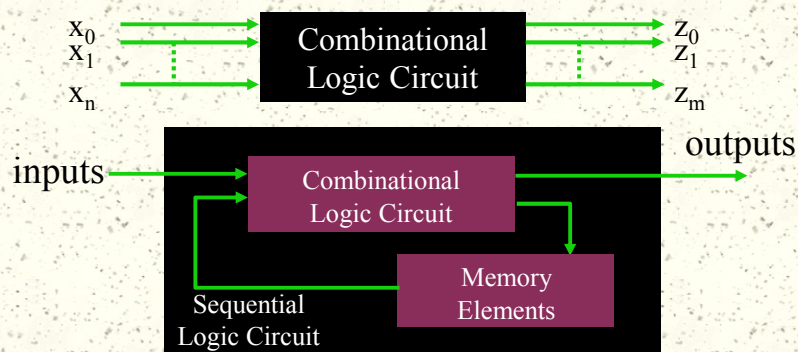 x₀
x₁
xₙ
Combinational
Logic Circuit
z₀
z₁
zₘ
inputs
outputs
Combinational
Logic Circuit
Memory
Elements
Sequential
Logic Circuit